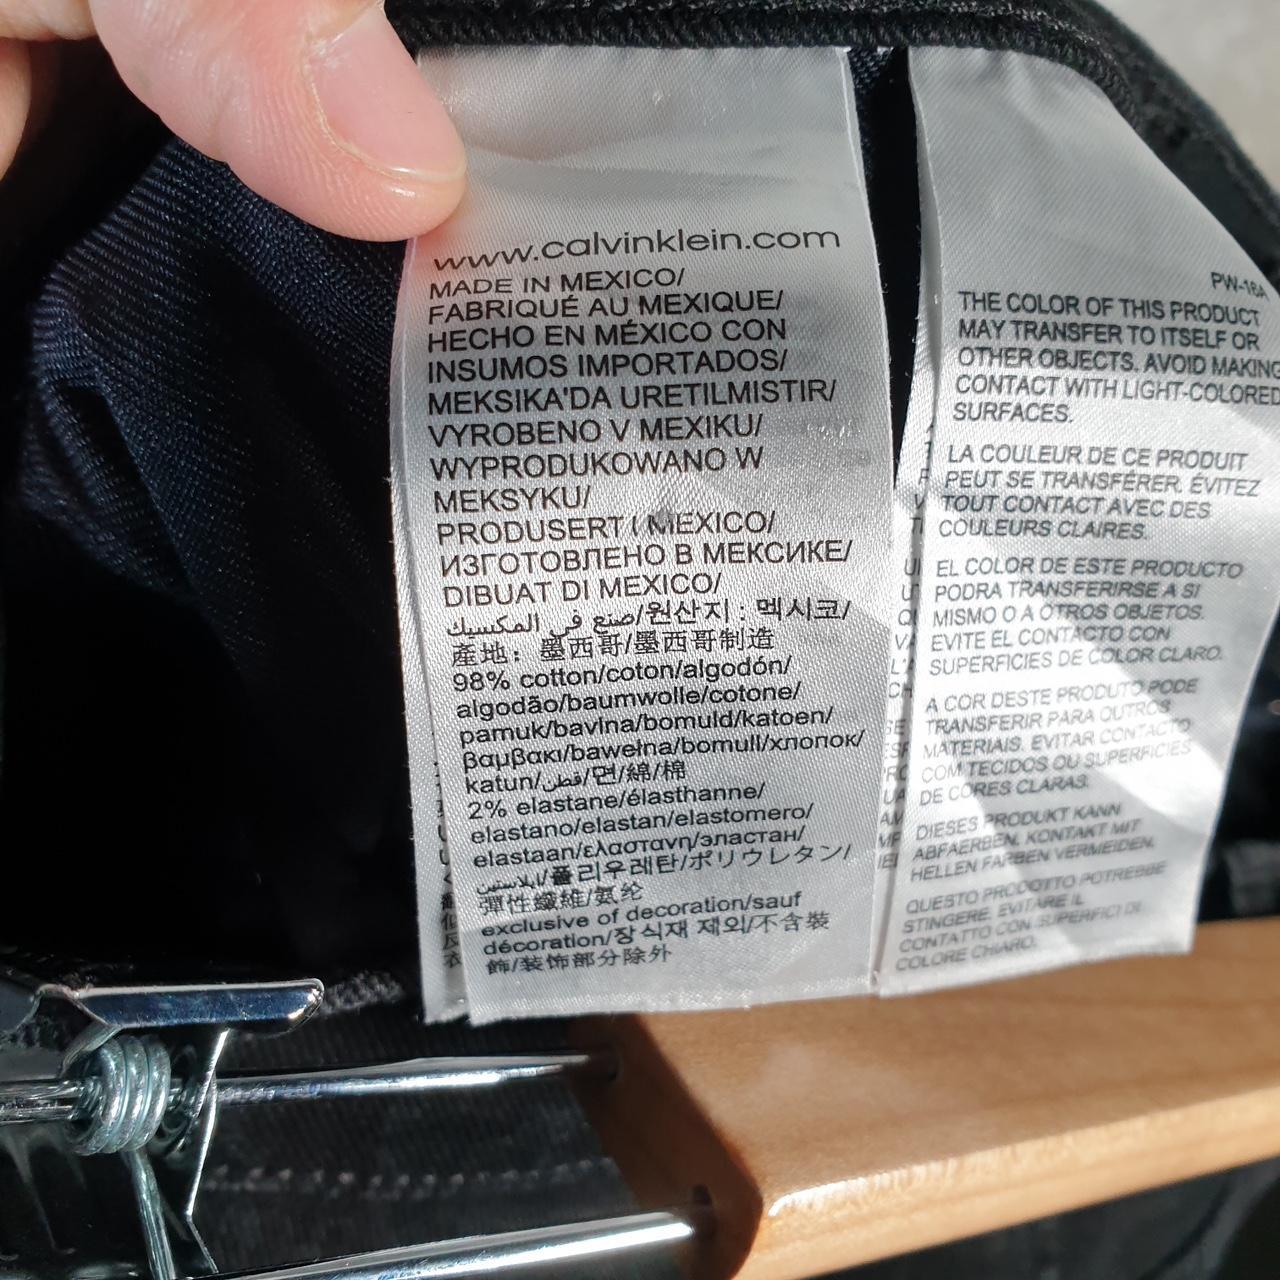 www.calvinklein.com
MADE IN MEXICO/
FABRIQUÉ AU MEXIQUE/
HECHO EN MÉXICO CON
INSUMOS IMPORTADOS/
MEKSIKA'DA URETILMISTIR/
VYROBENO V MEXIKU/
WYPRODUKOWANO W
MEKSYKU/
PRODUSERT I MEXICO/
ИЗГОТОВЛЕНО В МЕКСИКЕ/
DIBUAT DI MEXICO/
صنع في المكسيك/원산지 : 멕시코/
產地： 墨西哥/墨西哥制造
98% cotton/coton/algodón/
algodão/baumwolle/cotone/
pamuk/bavlna/bomuld/katoen/
βαμβακι/bawełna/bomull/хлопок/
katun/قطن/면/綿/棉
2% elastane/élasthanne/
elastano/elastan/elastomero/
elastaan/ελαστανη/эластан/
ايلاستين/폴리우레탄/ポリウレタン/
彈性纖維/氨纶
exclusive of decoration/sauf
décoration/장식재 제외/不含裝
飾/装饰部分除外
PW-16A
THE COLOR OF THIS PRODUCT
MAY TRANSFER TO ITSELF OR
OTHER OBJECTS. AVOID MAKING
CONTACT WITH LIGHT-COLORED
SURFACES.
LA COULEUR DE CE PRODUIT
PEUT SE TRANSFÉRER. ÉVITEZ
TOUT CONTACT AVEC DES
COULEURS CLAIRES.
EL COLOR DE ESTE PRODUCTO
PODRA TRANSFERIRSE A SI
MISMO O A OTROS OBJETOS.
EVITE EL CONTACTO CON
SUPERFICIES DE COLOR CLARO.
A COR DESTE PRODUTO PODE
TRANSFERIR PARA OUTROS
MATERIAIS. EVITAR CONTACTO
COM TECIDOS OU SUPERFICIES
DE CORES CLARAS.
DIESES PRODUKT KANN
ABFAERBEN. KONTAKT MIT
HELLEN FARBEN VERMEIDEN.
QUESTO PRODOTTO POTREBBE
STINGERE. EVITARE IL
CONTATTO CON SUPERFICI DI
COLORE CHIARO.